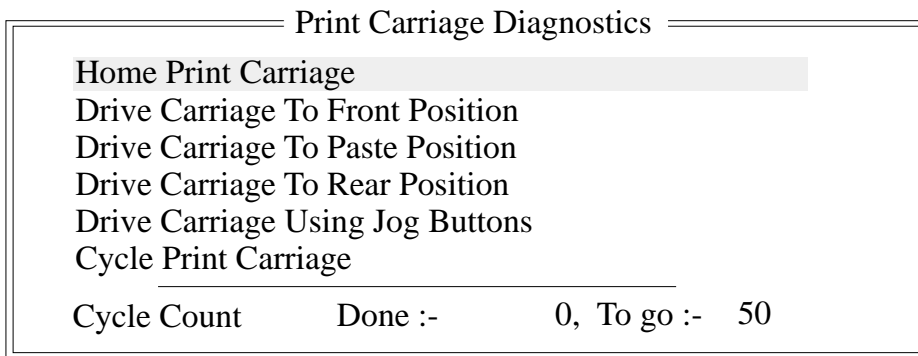 Print Carriage Diagnostics
Home Print Carriage
Drive Carriage To Front Position
Drive Carriage To Paste Position
Drive Carriage To Rear Position
Drive Carriage Using Jog Buttons
Cycle Print Carriage
Cycle Count Done :- 0, To go :- 50